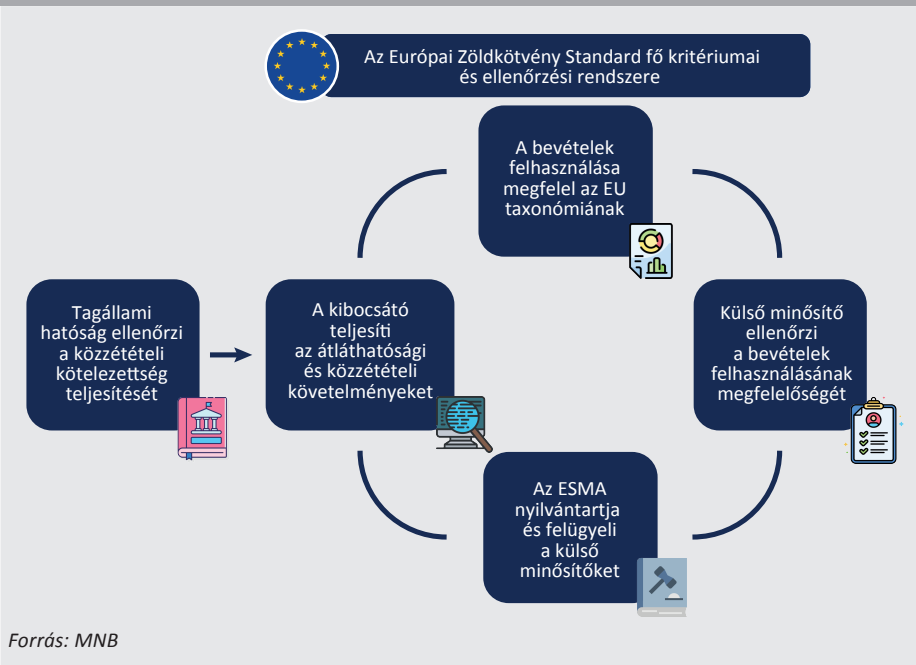 Az Európai Zöldkötvény Standard fő kritériumai
és ellenőrzési rendszere
A bevételek
felhasználása
megfelel az EU
taxonómiának
Tagállami
hatóság ellenőrzi
a közzétételi
kötelezettség
teljesítését
A kibocsátó
teljesíti
az átláthatósági
és közzétételi
követelményeket
Külső minősítő
ellenőrzi
a bevételek
felhasználásának
megfelelőségét
Az ESMA
nyilvántartja
és felügyeli
a külső
minősítőket
Forrás: MNB